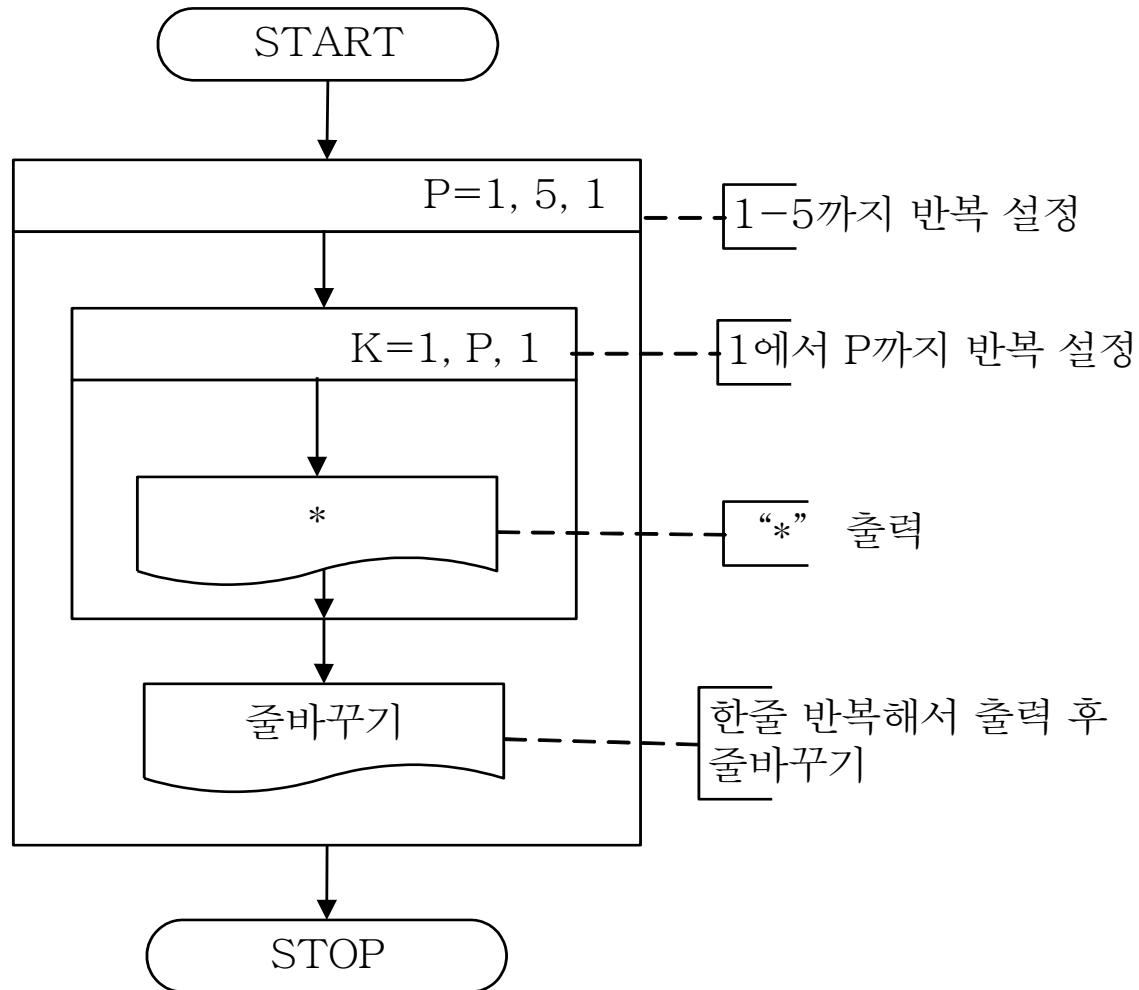 START
P=1, 5, 1
1-5까지 반복 설정
K=1, P, 1
1에서 P까지 반복 설정
*
“*” 출력
줄바꾸기
한줄 반복해서 출력 후
줄바꾸기
STOP